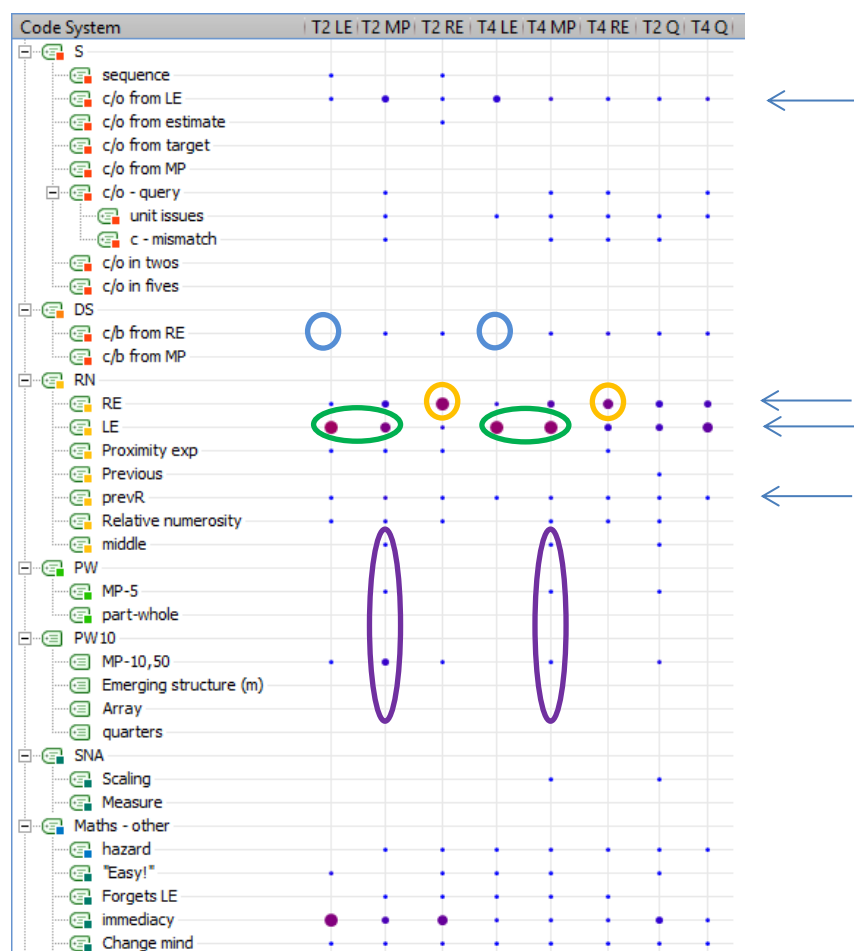 Code System T2 LE T2 MP T2 RE T4 LE T4 MP T4 RE T2 Q T4 Q
S
sequence
c/o from LE
c/o from estimate
c/o from target
c/o from MP
c/o - query
unit issues
c - mismatch
c/o in twos
c/o in fives
DS
c/b from RE
c/b from MP
RN
RE
LE
Proximity exp
Previous
prevR
Relative numerosity
middle
PW
MP-5
part-whole
PW10
MP-10,50
Emerging structure (m)
Array
quarters
SNA
Scaling
Measure
Maths - other
hazard
"Easy!"
Forgets LE
immediacy
Change mind